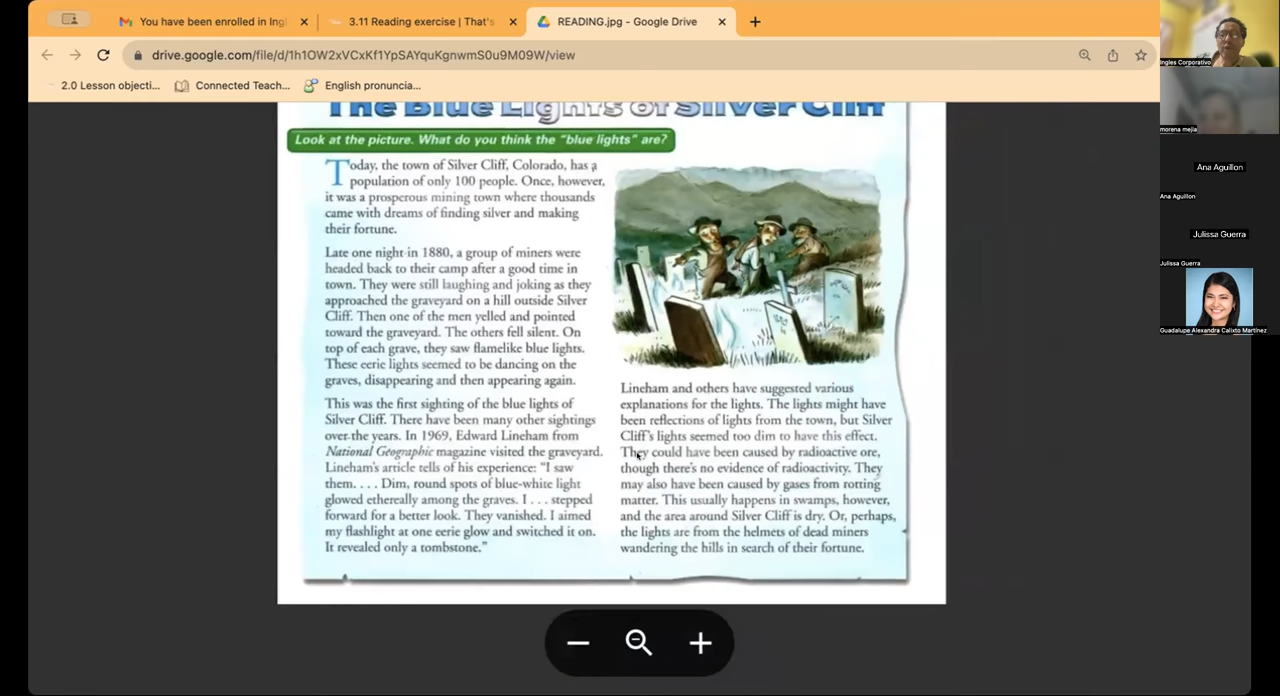 You have been enrolled in Ingl
3.11 Reading exercise | That's
READING.jpg - Google Drive
drive.google.com/file/d/1h1OW2xVCxKf1YpSAYquKgnwmS0u9M09W/view
2.0 Lesson objecti...
Connected Teach...
English pronuncia...
The Blue Lights of Silver Cliff
Look at the picture. What do you think the "blue lights" are?
Today, the town of Silver Cliff, Colorado, has a
population of only 100 people. Once, however,
it was a prosperous mining town where thousands
came with dreams of finding silver and making
their fortune.
Late one night in 1880, a group of miners were
headed back to their camp after a good time in
town. They were still laughing and joking as they
approached the graveyard on a hill outside Silver
Cliff. Then one of the men yelled and pointed
toward the graveyard. The others fell silent. On
top of each grave, they saw flamelike blue lights.
These eerie lights seemed to be dancing on the
graves, disappearing and then appearing again.
This was the first sighting of the blue lights of
Silver Cliff. There have been many other sightings
over the years. In 1969, Edward Lineham from
National Geographic magazine visited the graveyard.
Lineham's article tells of his experience: "I saw
them. . . . Dim, round spots of blue-white light
glowed ethereally among the graves. I . . . stepped
forward for a better look. They vanished. I aimed
my flashlight at one eerie glow and switched it on.
It revealed only a tombstone."
Lineham and others have suggested various
explanations for the lights. The lights might have
been reflections of lights from the town, but Silver
Cliff's lights seemed too dim to have this effect.
They could have been caused by radioactive ore,
though there's no evidence of radioactivity. They
may also have been caused by gases from rotting
matter. This usually happens in swamps, however,
and the area around Silver Cliff is dry. Or, perhaps,
the lights are from the helmets of dead miners
wandering the hills in search of their fortune.
Ingles Corporativo
morena mejia
Ana Aguillon
Ana Aguillon
Julissa Guerra
Julissa Guerra
Guadalupe Alexandra Calixto Martinez